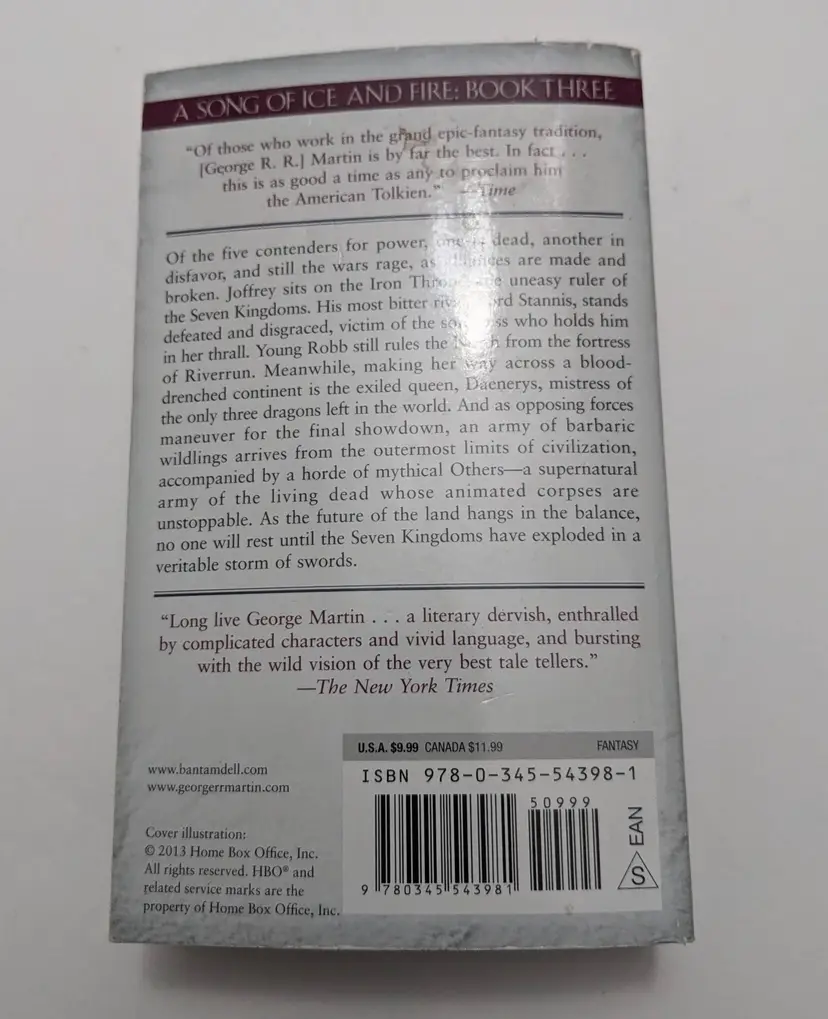 A SONG OF ICE AND FIRE: BOOK THREE
“Of those who work in the grand epic-fantasy tradition,
[George R. R.] Martin is by far the best. In fact . . .
this is as good a time as any to proclaim him
the American Tolkien.” —Time
Of the five contenders for power, one is dead, another in
disfavor, and still the wars rage, as alliances are made and
broken. Joffrey sits on the Iron Throne, the uneasy ruler of
the Seven Kingdoms. His most bitter rival, Lord Stannis, stands
defeated and disgraced, victim of the sorceress who holds him
in her thrall. Young Robb still rules the North from the fortress
of Riverrun. Meanwhile, making her way across a blood-
drenched continent is the exiled queen, Daenerys, mistress of
the only three dragons left in the world. And as opposing forces
maneuver for the final showdown, an army of barbaric
wildlings arrives from the outermost limits of civilization,
accompanied by a horde of mythical Others—a supernatural
army of the living dead whose animated corpses are
unstoppable. As the future of the land hangs in the balance,
no one will rest until the Seven Kingdoms have exploded in a
veritable storm of swords.
“Long live George Martin . . . a literary dervish, enthralled
by complicated characters and vivid language, and bursting
with the wild vision of the very best tale tellers.”
—The New York Times
U.S.A. $9.99 CANADA $11.99 FANTASY
ISBN 978-0-345-54398-1
50999
9 780345 543981
EAN
S
www.bantamdell.com
www.georgerrmartin.com
Cover illustration:
© 2013 Home Box Office, Inc.
All rights reserved. HBO® and
related service marks are the
property of Home Box Office, Inc.